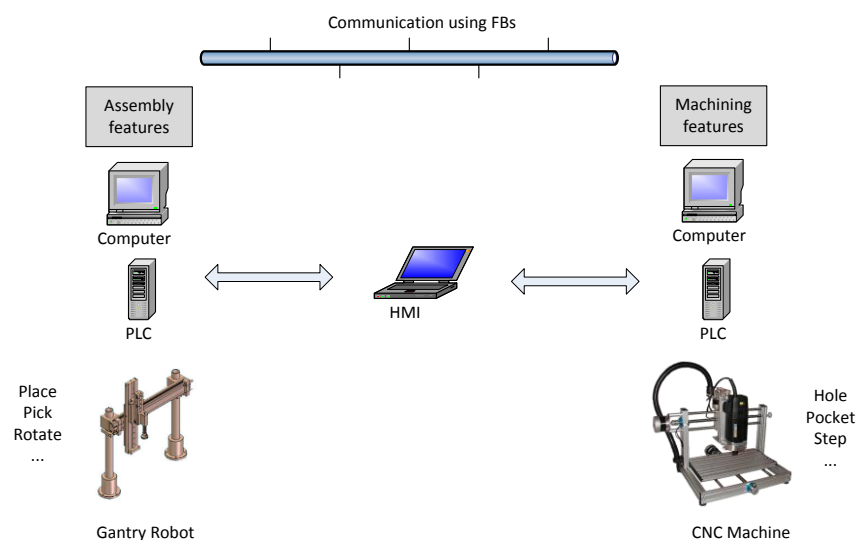 Communication using FBs
Assembly
features
Machining
features
Computer
Computer
HMI
PLC
PLC
Place
Pick
Rotate
...
Hole
Pocket
Step
...
Gantry Robot
CNC Machine